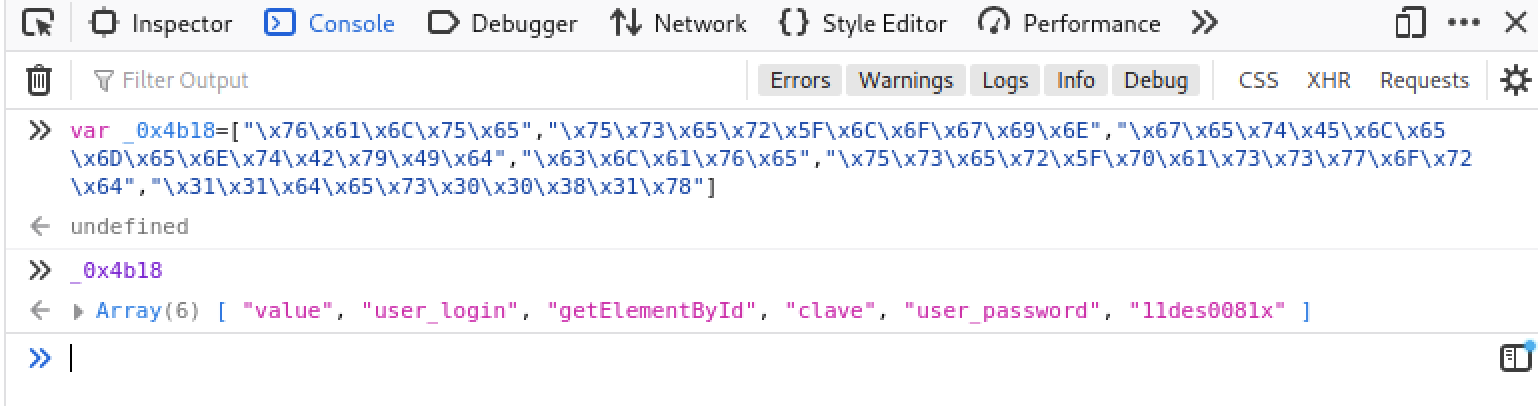 Inspector Console Debugger Network Style Editor Performance
Filter Output Errors Warnings Logs Info Debug CSS XHR Requests
var _0x4b18=["\x76\x61\x6C\x75\x65","\x75\x73\x65\x72\x5F\x6C\x6F\x67\x69\x6E","\x67\x65\x74\x45\x6C\x65
\x6D\x65\x6E\x74\x42\x79\x49\x64","\x63\x6C\x61\x76\x65","\x75\x73\x65\x72\x5F\x70\x61\x73\x73\x77\x6F\x72
\x64","\x31\x31\x64\x65\x73\x30\x30\x38\x31\x78"]
undefined
_0x4b18
Array(6) [ "value", "user_login", "getElementById", "clave", "user_password", "11des0081x" ]